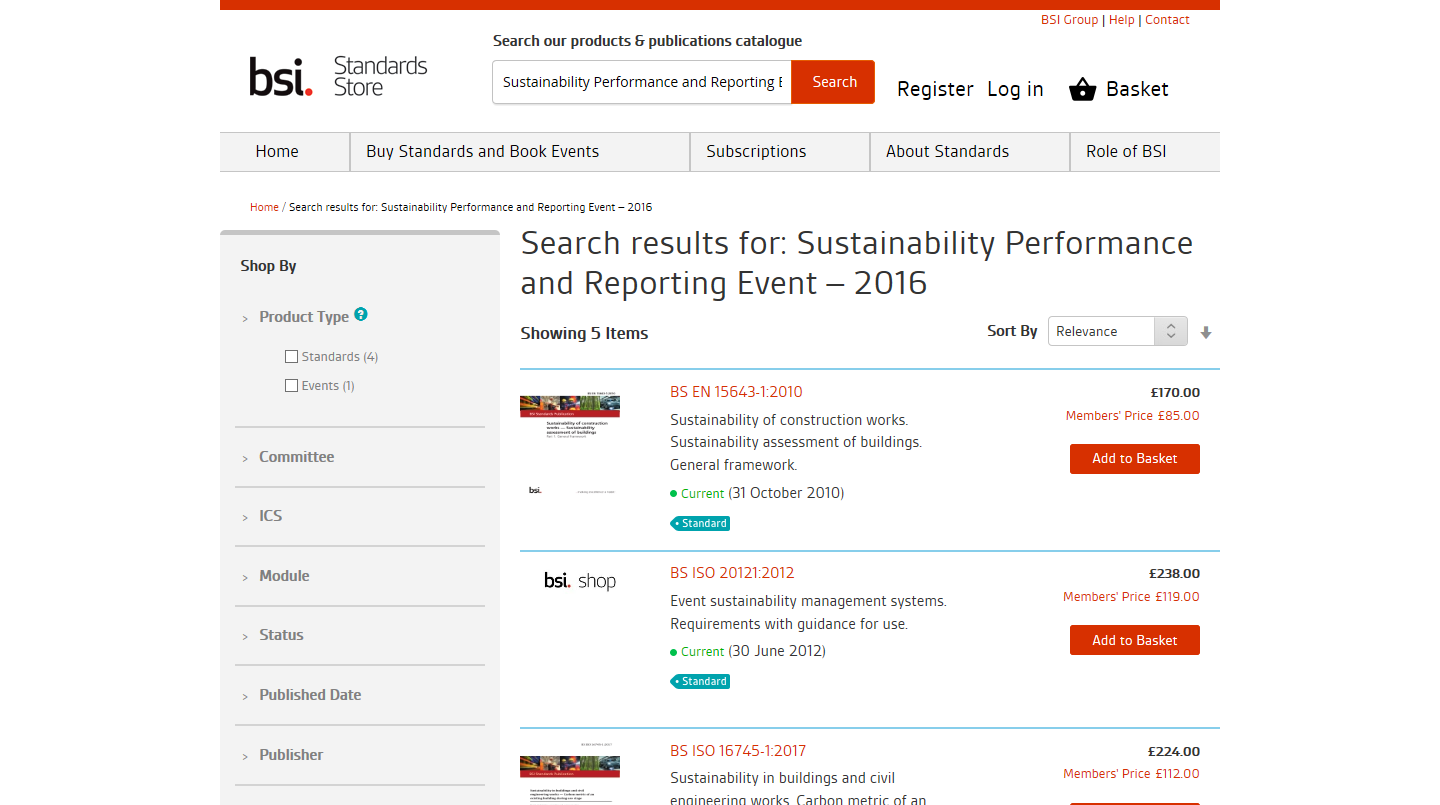 BSI Group | Help | Contact
Search our products & publications catalogue
bsi. Standards Store
Sustainability Performance and Reporting E
Search
Register Log in Basket
Home
Buy Standards and Book Events
Subscriptions
About Standards
Role of BSI
Home / Search results for: Sustainability Performance and Reporting Event – 2016
Shop By
Product Type ?
Standards (4)
Events (1)
Committee
ICS
Module
Status
Published Date
Publisher
Search results for: Sustainability Performance
and Reporting Event – 2016
Showing 5 Items
Sort By Relevance
BS EN 15643-1:2010
Sustainability of construction works.
Sustainability assessment of buildings.
General framework.
Current (31 October 2010)
Standard
£170.00
Members' Price £85.00
Add to Basket
bsi. shop
BS ISO 20121:2012
Event sustainability management systems.
Requirements with guidance for use.
Current (30 June 2012)
Standard
£238.00
Members' Price £119.00
Add to Basket
BS ISO 16745-1:2017
Sustainability in buildings and civil
engineering works. Carbon metric of an
£224.00
Members' Price £112.00